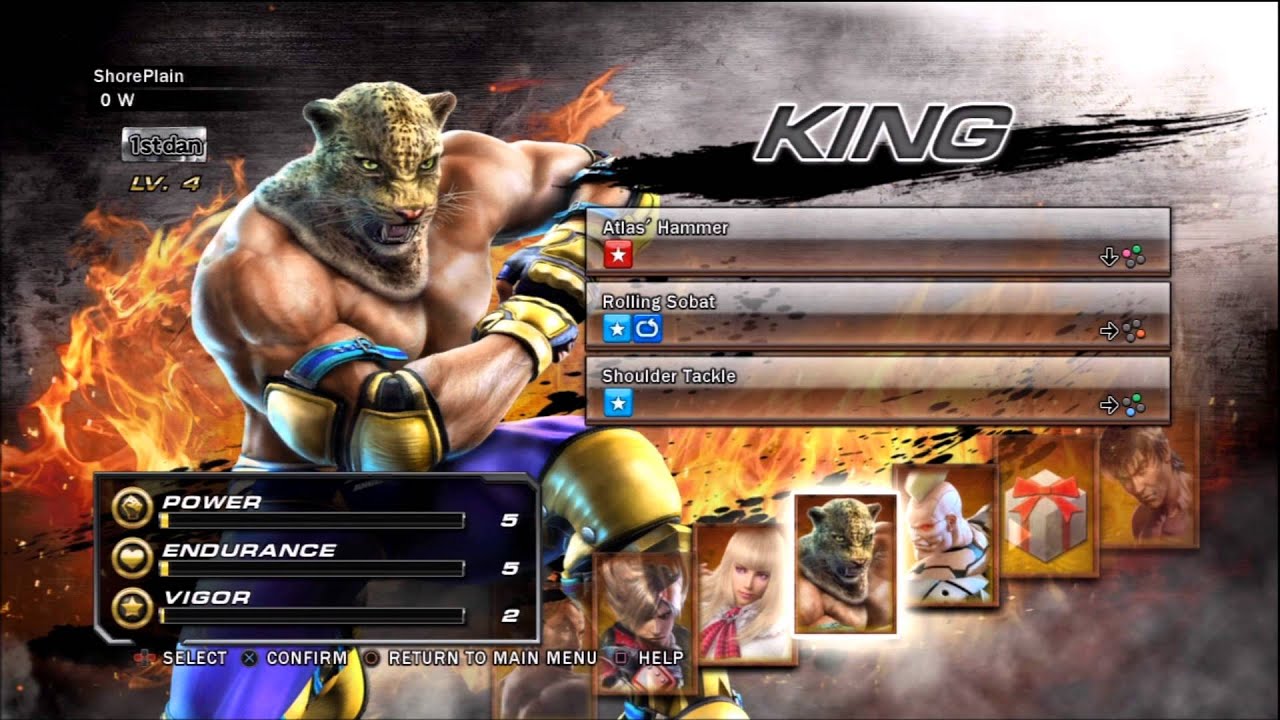 ShorePlain
0 W
1st dan
LV. 4
KING
Atlas' Hammer
Rolling Sobat
Shoulder Tackle
POWER 5
ENDURANCE 5
VIGOR 2
SELECT CONFIRM RETURN TO MAIN MENU HELP